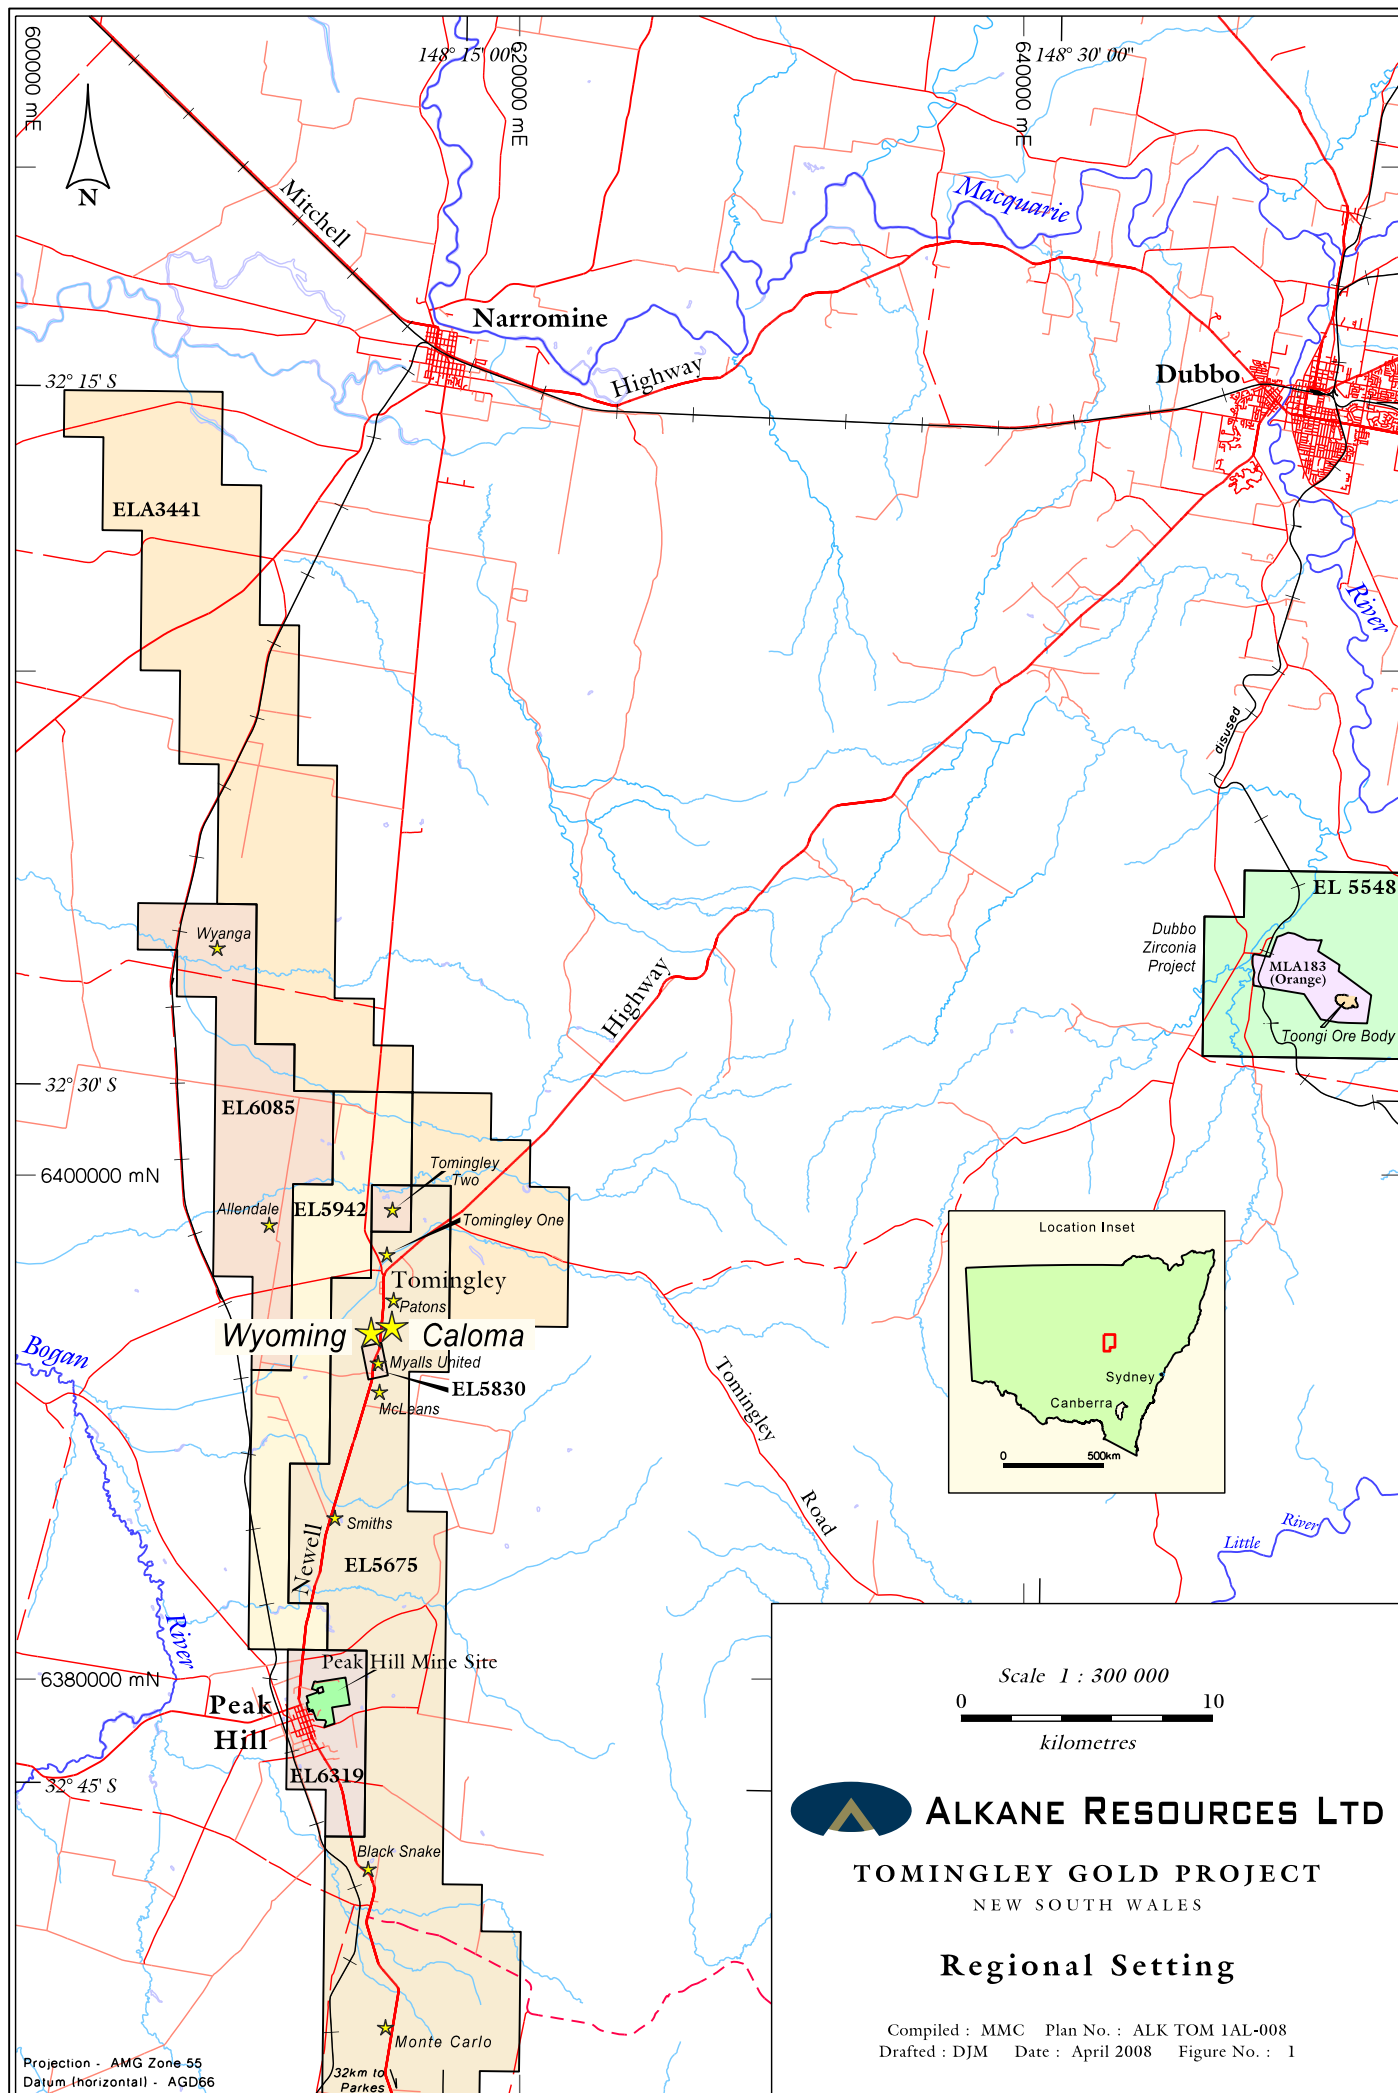 600000 mE
148° 15' 00"
620000 mE
640000 mE
148° 30' 00"
N
Mitchell
Macquarie
Narromine
Highway
Dubbo
32° 15' S
ELA3441
River
disused
EL 5548
Wyanga
Dubbo
Zirconia
Project
MLA183
(Orange)
Highway
Toongi Ore Body
32° 30' S
EL6085
6400000 mN
Tomingley
Two
Allendale
EL5942
Tomingley One
Location Inset
Tomingley
Patons
Wyoming
Caloma
Bogan
Myalls United
EL5830
McLeans
Sydney
Canberra
0
500km
Tomingley
Road
Smiths
Newell
EL5675
Little
River
River
Peak Hill Mine Site
6380000 mN
Peak
Hill
EL6319
32° 45' S
Black Snake
Monte Carlo
32km to
Parkes
Projection - AMG Zone 55
Datum (horizontal) - AGD66
Scale 1 : 300 000
0
10
kilometres
ALKANE RESOURCES LTD
TOMINGLEY GOLD PROJECT
NEW SOUTH WALES
Regional Setting
Compiled : MMC Plan No. : ALK TOM 1AL-008
Drafted : DJM Date : April 2008 Figure No. : 1